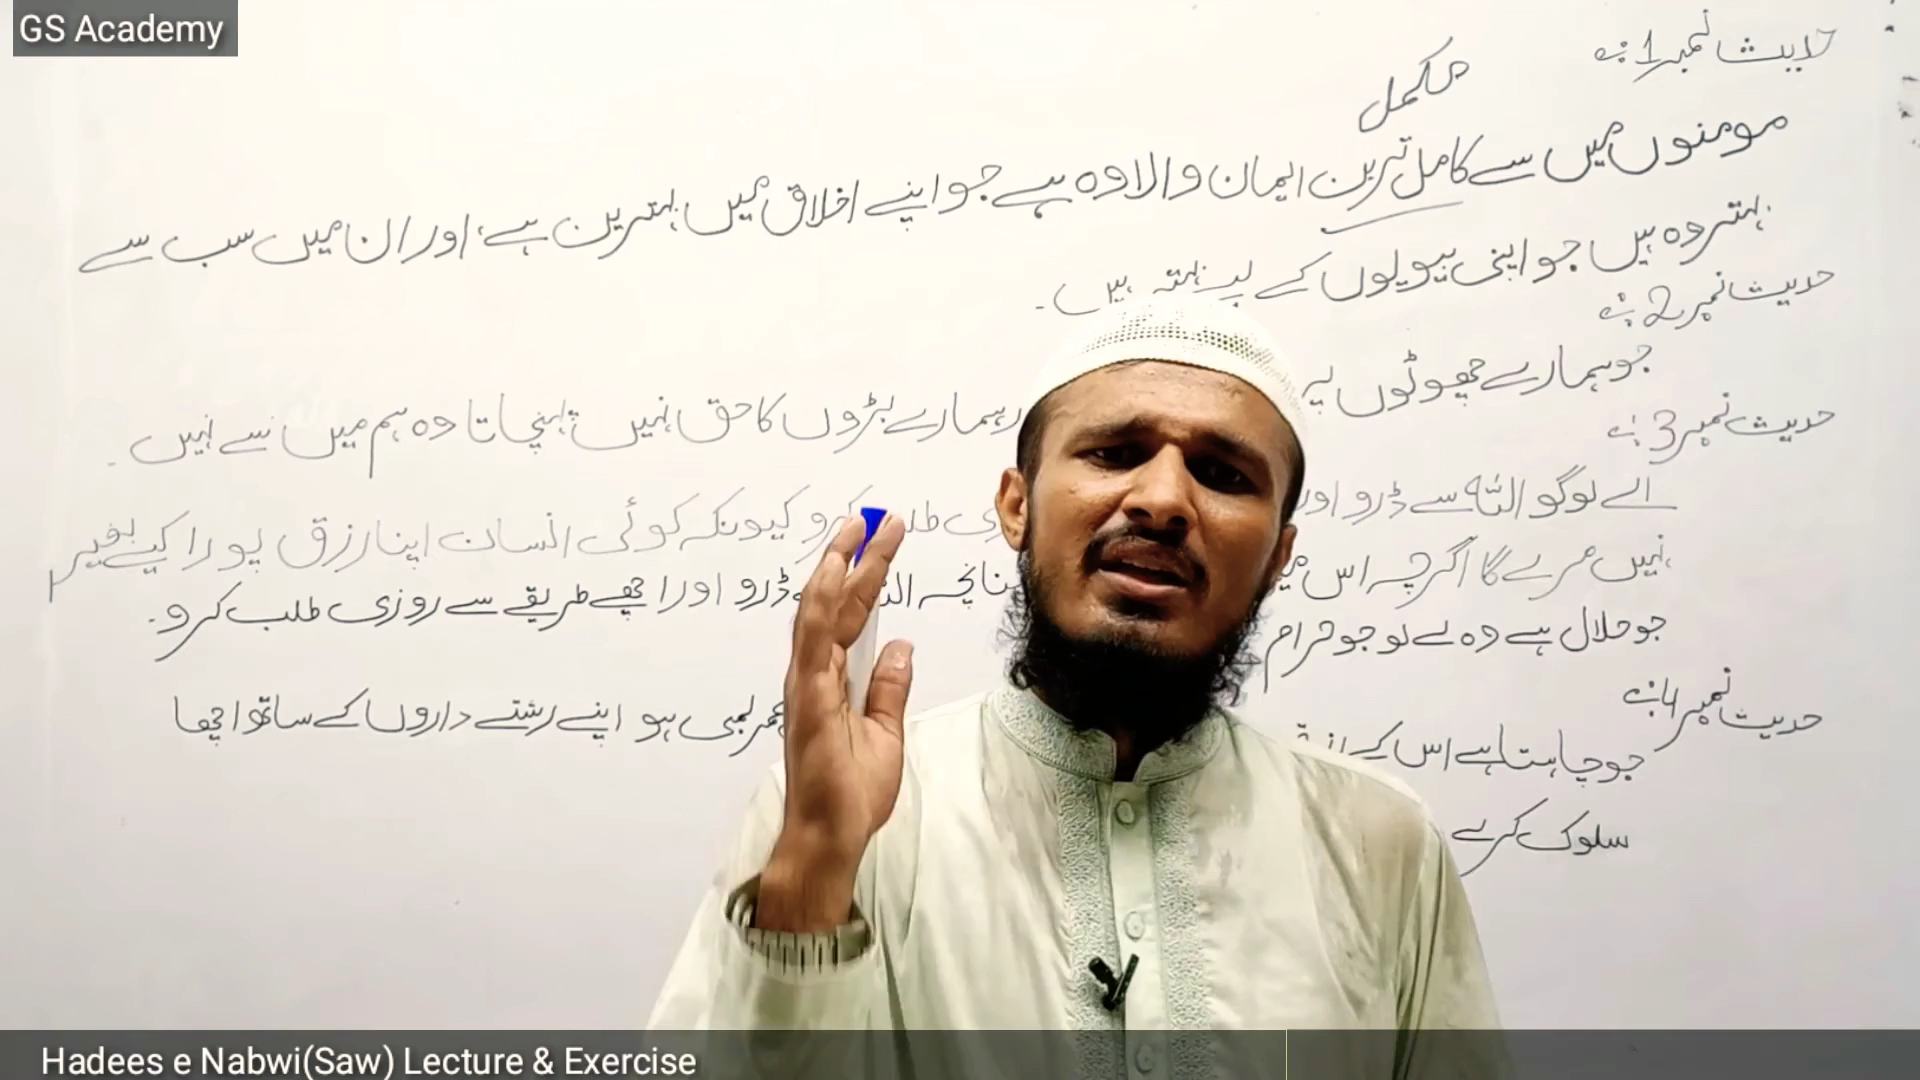 GS Academy
حدیث نمبر 1:
مکمل
مومنوں میں سے کامل ترین ایمان والا وہ ہے جو اپنے اخلاق میں بہترین ہے، اور ان میں سب سے
بہتر وہ ہیں جو اپنی بیویوں کے لیے بہتر ہیں۔
حدیث نمبر 2:
جو ہمارے چھوٹوں پہ ہمارے بڑوں کا حق نہیں پہنچاتا وہ ہم میں سے نہیں۔
حدیث نمبر 3:
اے لوگو اللہ سے ڈرو اور کرو کیونکہ کوئی انسان اپنا رزق پورا کیے بغیر
نہیں مرے گا اگرچہ اس ڈرو اور اچھے طریقے سے روزی طلب کرو۔
جو حلال ہے وہ لے لو جو حرام
حدیث نمبر 4:
جو چاہتا ہے اس کے لمبی ہو اپنے رشتے داروں کے ساتھ اچھا
سلوک کرے
Hadees e Nabwi(Saw) Lecture & Exercise